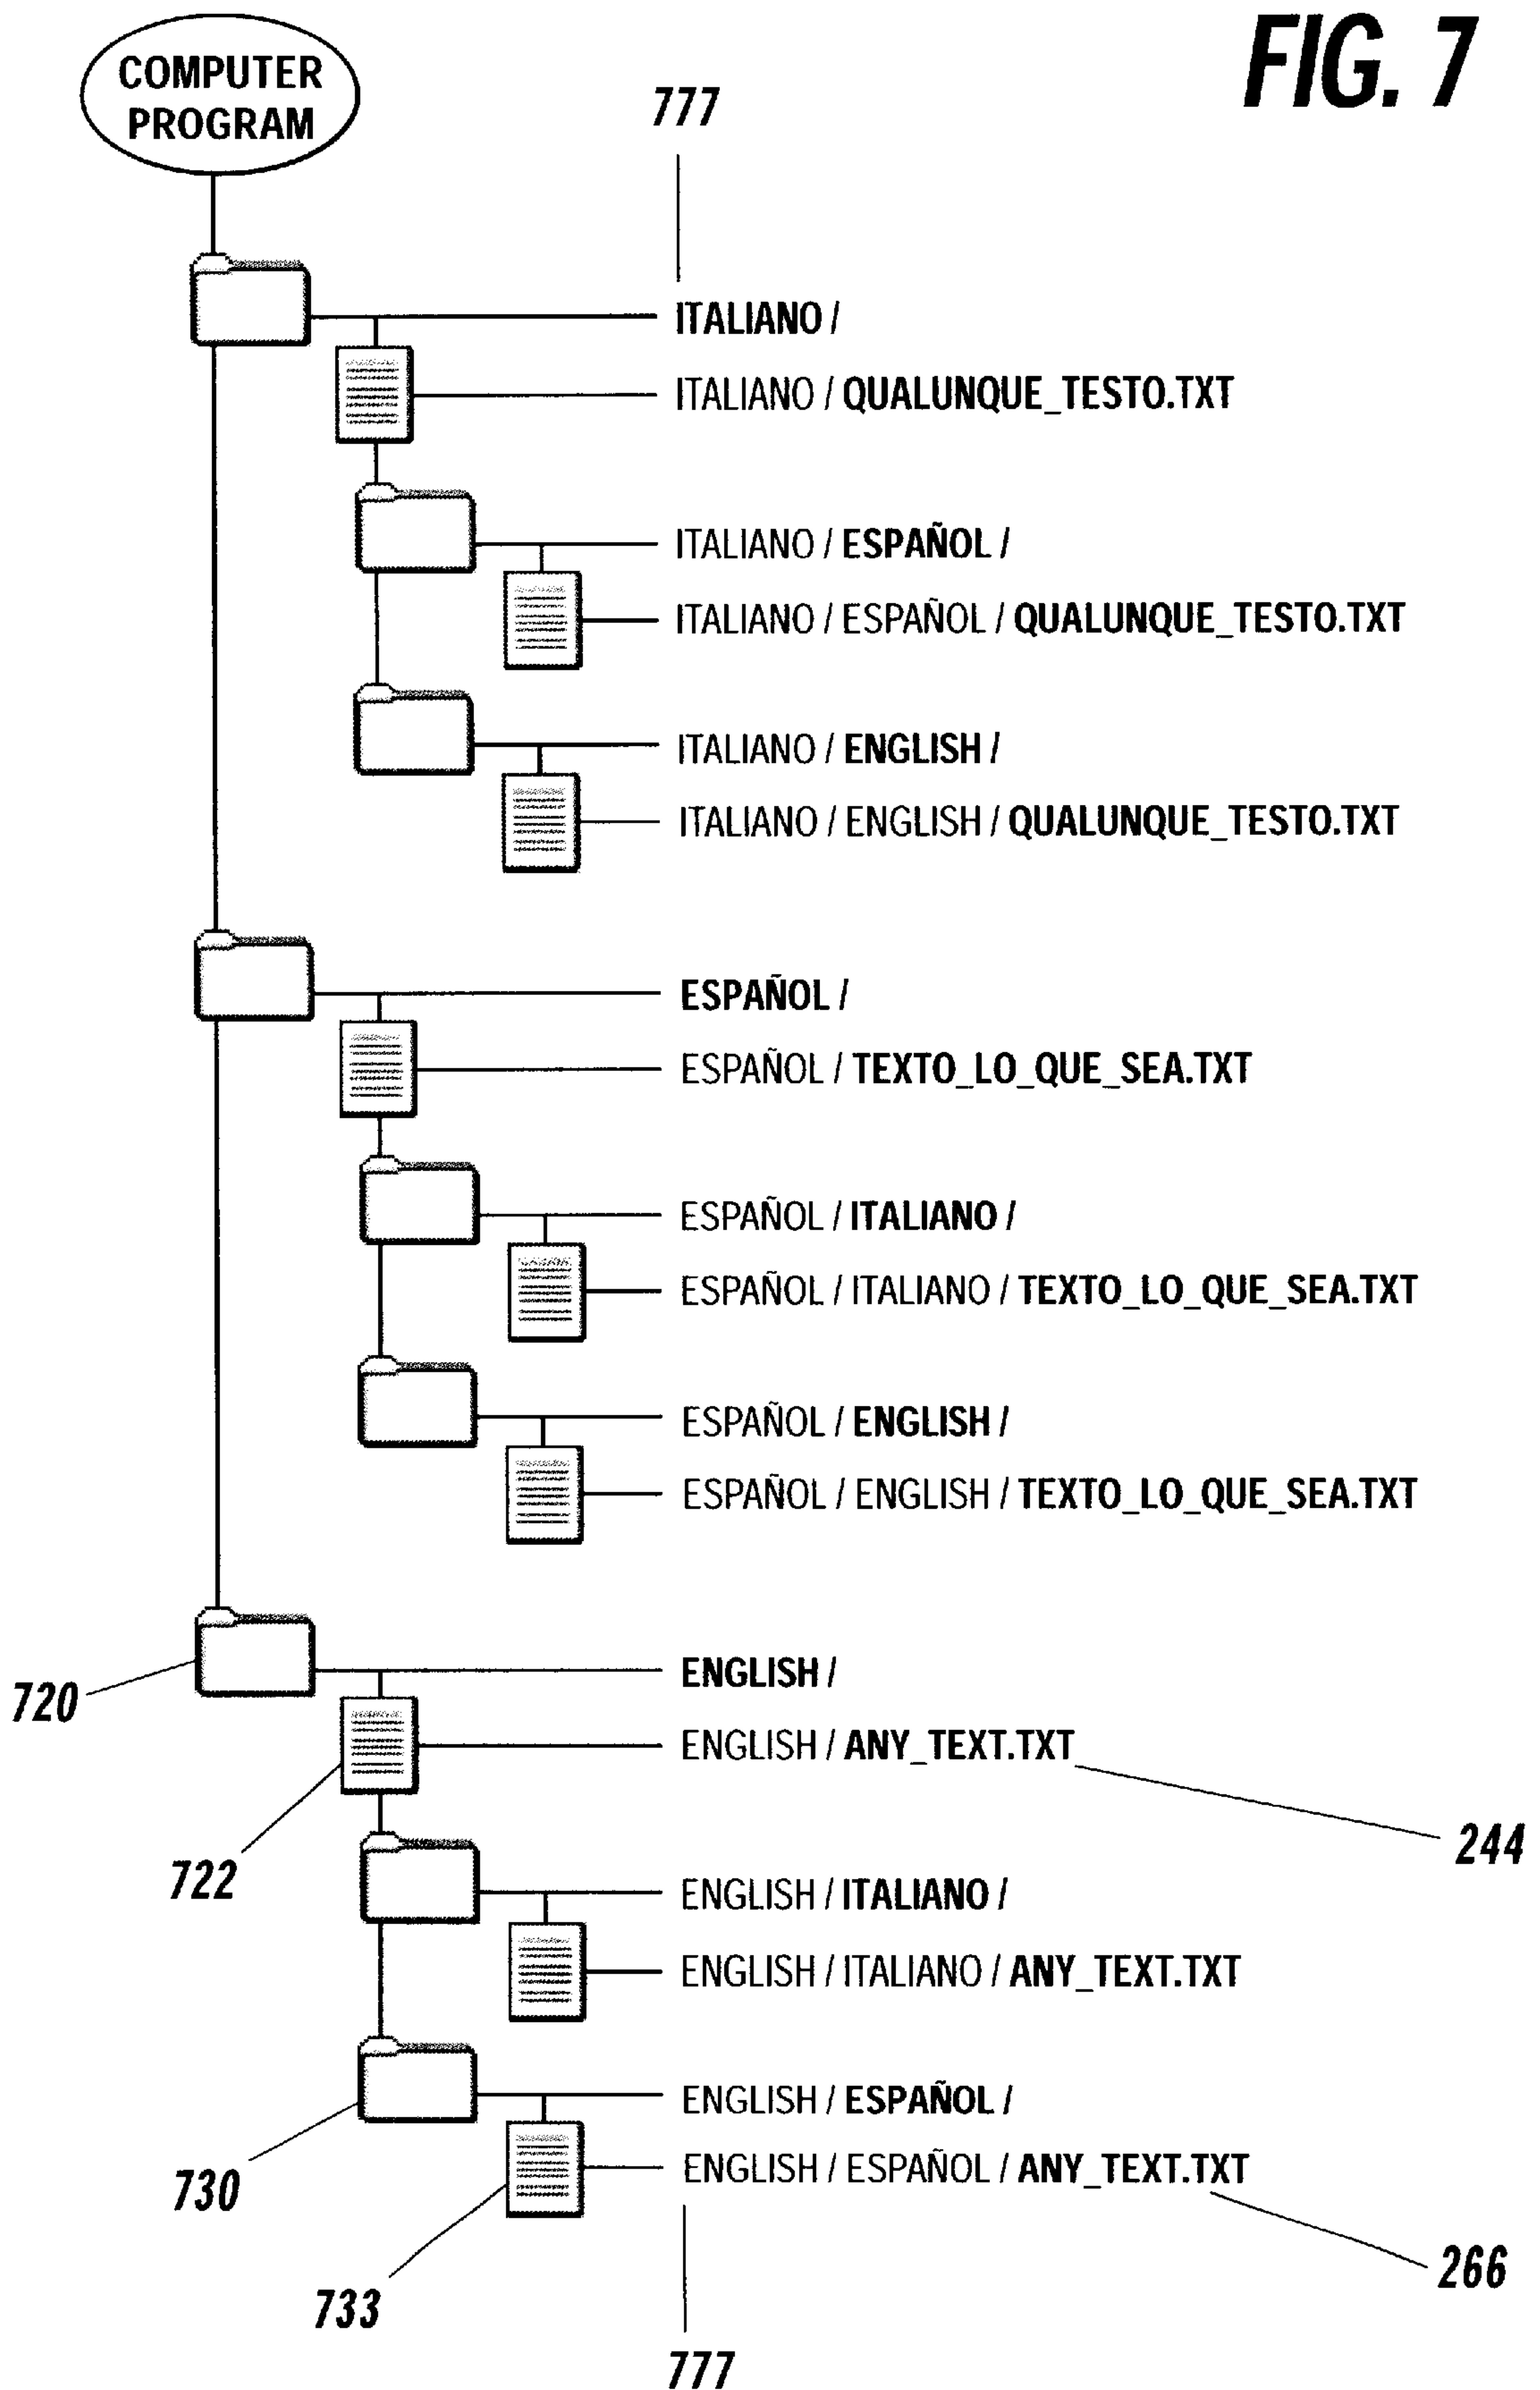 FIG. 7
COMPUTER
PROGRAM
777
ITALIANO /
ITALIANO / QUALUNQUE_TESTO.TXT
ITALIANO / ESPAÑOL /
ITALIANO / ESPAÑOL / QUALUNQUE_TESTO.TXT
ITALIANO / ENGLISH /
ITALIANO / ENGLISH / QUALUNQUE_TESTO.TXT
ESPAÑOL /
ESPAÑOL / TEXTO_LO_QUE_SEA.TXT
ESPAÑOL / ITALIANO /
ESPAÑOL / ITALIANO / TEXTO_LO_QUE_SEA.TXT
ESPAÑOL / ENGLISH /
ESPAÑOL / ENGLISH / TEXTO_LO_QUE_SEA.TXT
ENGLISH /
720
ENGLISH / ANY_TEXT.TXT
244
722
ENGLISH / ITALIANO /
ENGLISH / ITALIANO / ANY_TEXT.TXT
ENGLISH / ESPAÑOL /
ENGLISH / ESPAÑOL / ANY_TEXT.TXT
730
266
733
777